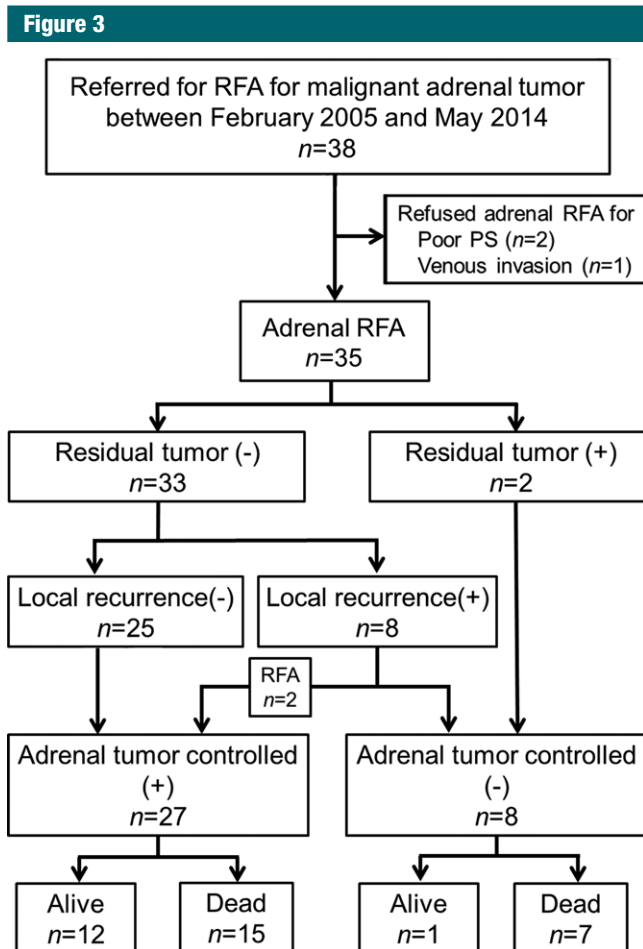 Figure 3
Referred for RFA for malignant adrenal tumor
between February 2005 and May 2014
n=38
Refused adrenal RFA for
Poor PS (n=2)
Venous invasion (n=1)
Adrenal RFA
n=35
Residual tumor (-)
n=33
Residual tumor (+)
n=2
Local recurrence(-)
n=25
Local recurrence(+)
n=8
RFA
n=2
Adrenal tumor controlled
(+)
n=27
Adrenal tumor controlled
(-)
n=8
Alive
n=12
Dead
n=15
Alive
n=1
Dead
n=7